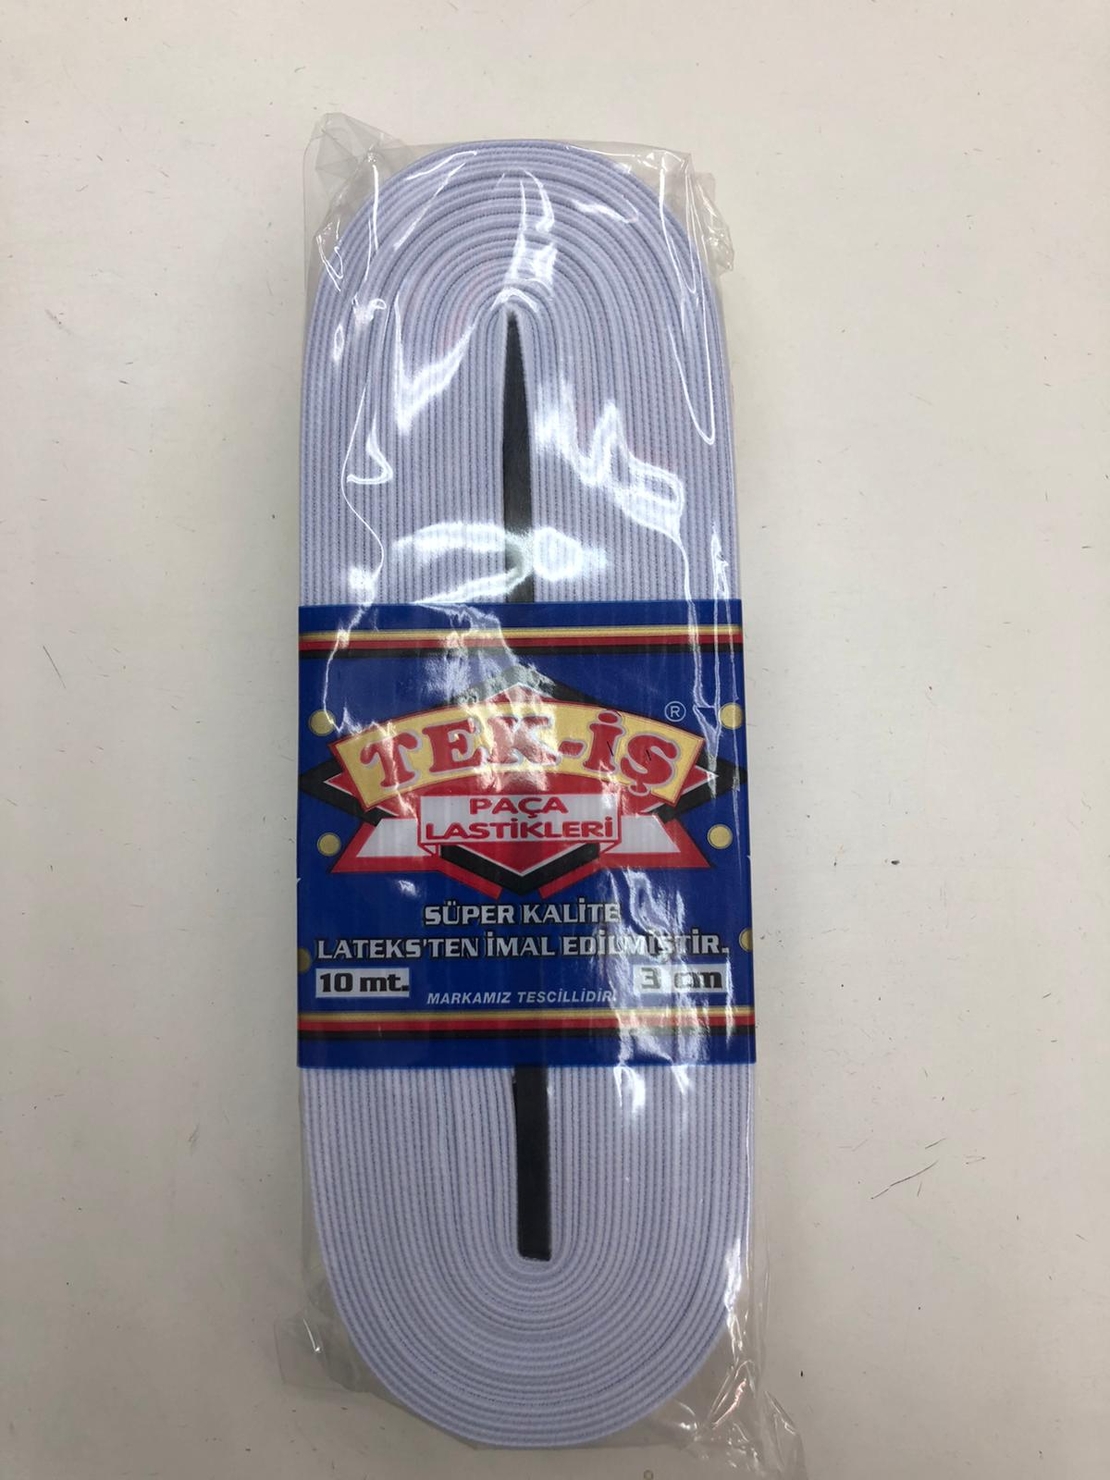 TEK-İŞ ®
PAÇA
LASTİKLERİ
SÜPER KALİTE
LATEKS'TEN İMAL EDİLMİŞTİR.
10 mt. 3 cm
MARKAMIZ TESCİLLİDİR.